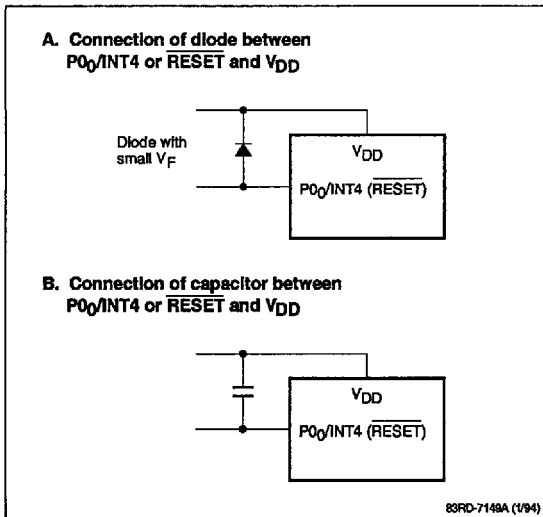 A. Connection of diode between
P00/INT4 or RESET and VDD
Diode with
small VF
VDD
P00/INT4 (RESET)
B. Connection of capacitor between
P00/INT4 or RESET and VDD
VDD
P00/INT4 (RESET)
83RD-7149A (1/94)